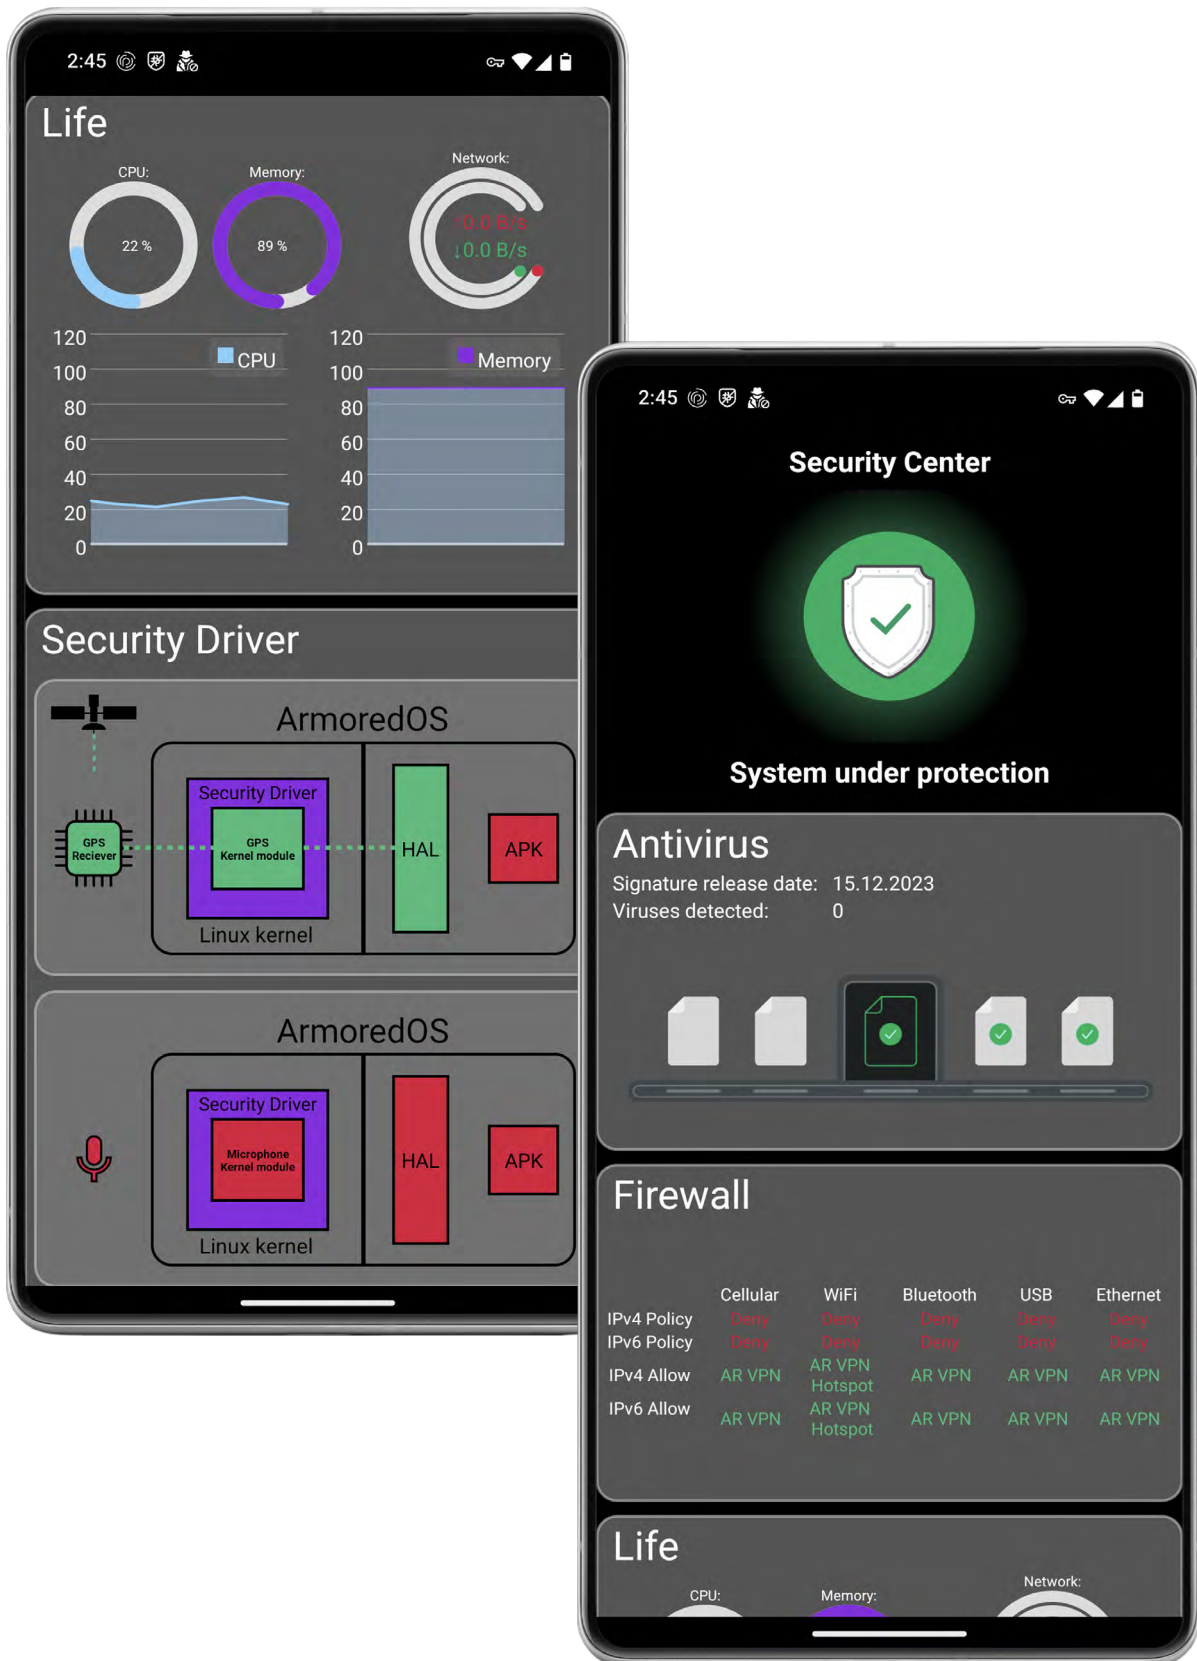 2:45
Life
CPU:
Memory:
Network:
22 %
89 %
↑0.0 B/s
↓0.0 B/s
120
100
80
60
40
20
0
CPU
120
100
80
60
40
20
0
Memory
Security Driver
ArmoredOS
Security Driver
GPS
Reciever
GPS
Kernel module
HAL
APK
Linux kernel
ArmoredOS
Security Driver
Microphone
Kernel module
HAL
APK
Linux kernel
2:45
Security Center
System under protection
Antivirus
Signature release date: 15.12.2023
Viruses detected: 0
Firewall
Cellular WiFi Bluetooth USB Ethernet
IPv4 Policy Deny Deny Deny Deny Deny
IPv6 Policy Deny Deny Deny Deny Deny
IPv4 Allow AR VPN AR VPN Hotspot AR VPN AR VPN AR VPN
IPv6 Allow AR VPN AR VPN Hotspot AR VPN AR VPN AR VPN
Life
CPU:
Memory:
Network: